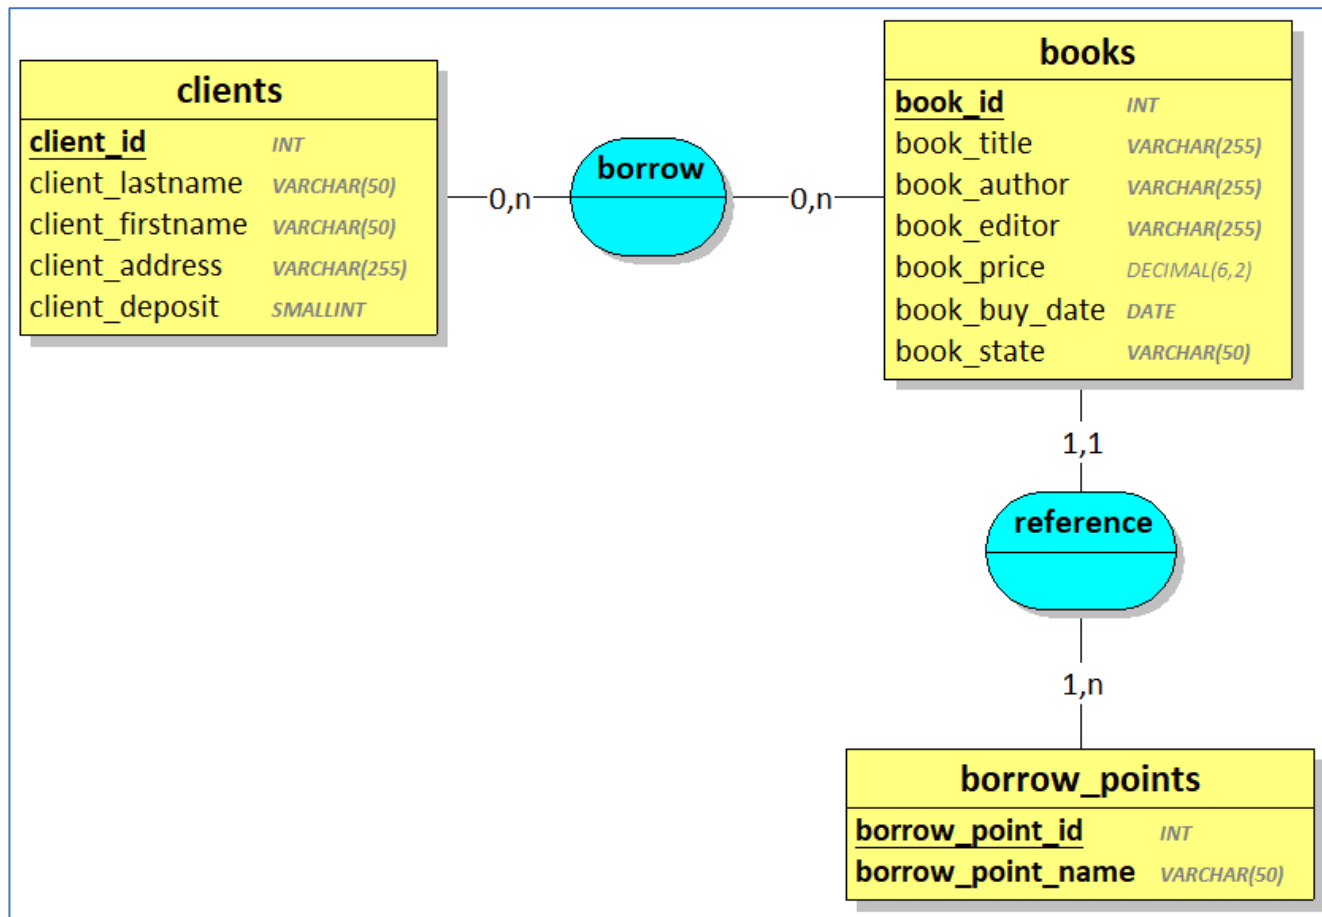 clients
client_id INT
client_lastname VARCHAR(50)
client_firstname VARCHAR(50)
client_address VARCHAR(255)
client_deposit SMALLINT
0,n
borrow
0,n
books
book_id INT
book_title VARCHAR(255)
book_author VARCHAR(255)
book_editor VARCHAR(255)
book_price DECIMAL(6,2)
book_buy_date DATE
book_state VARCHAR(50)
1,1
reference
1,n
borrow_points
borrow_point_id INT
borrow_point_name VARCHAR(50)